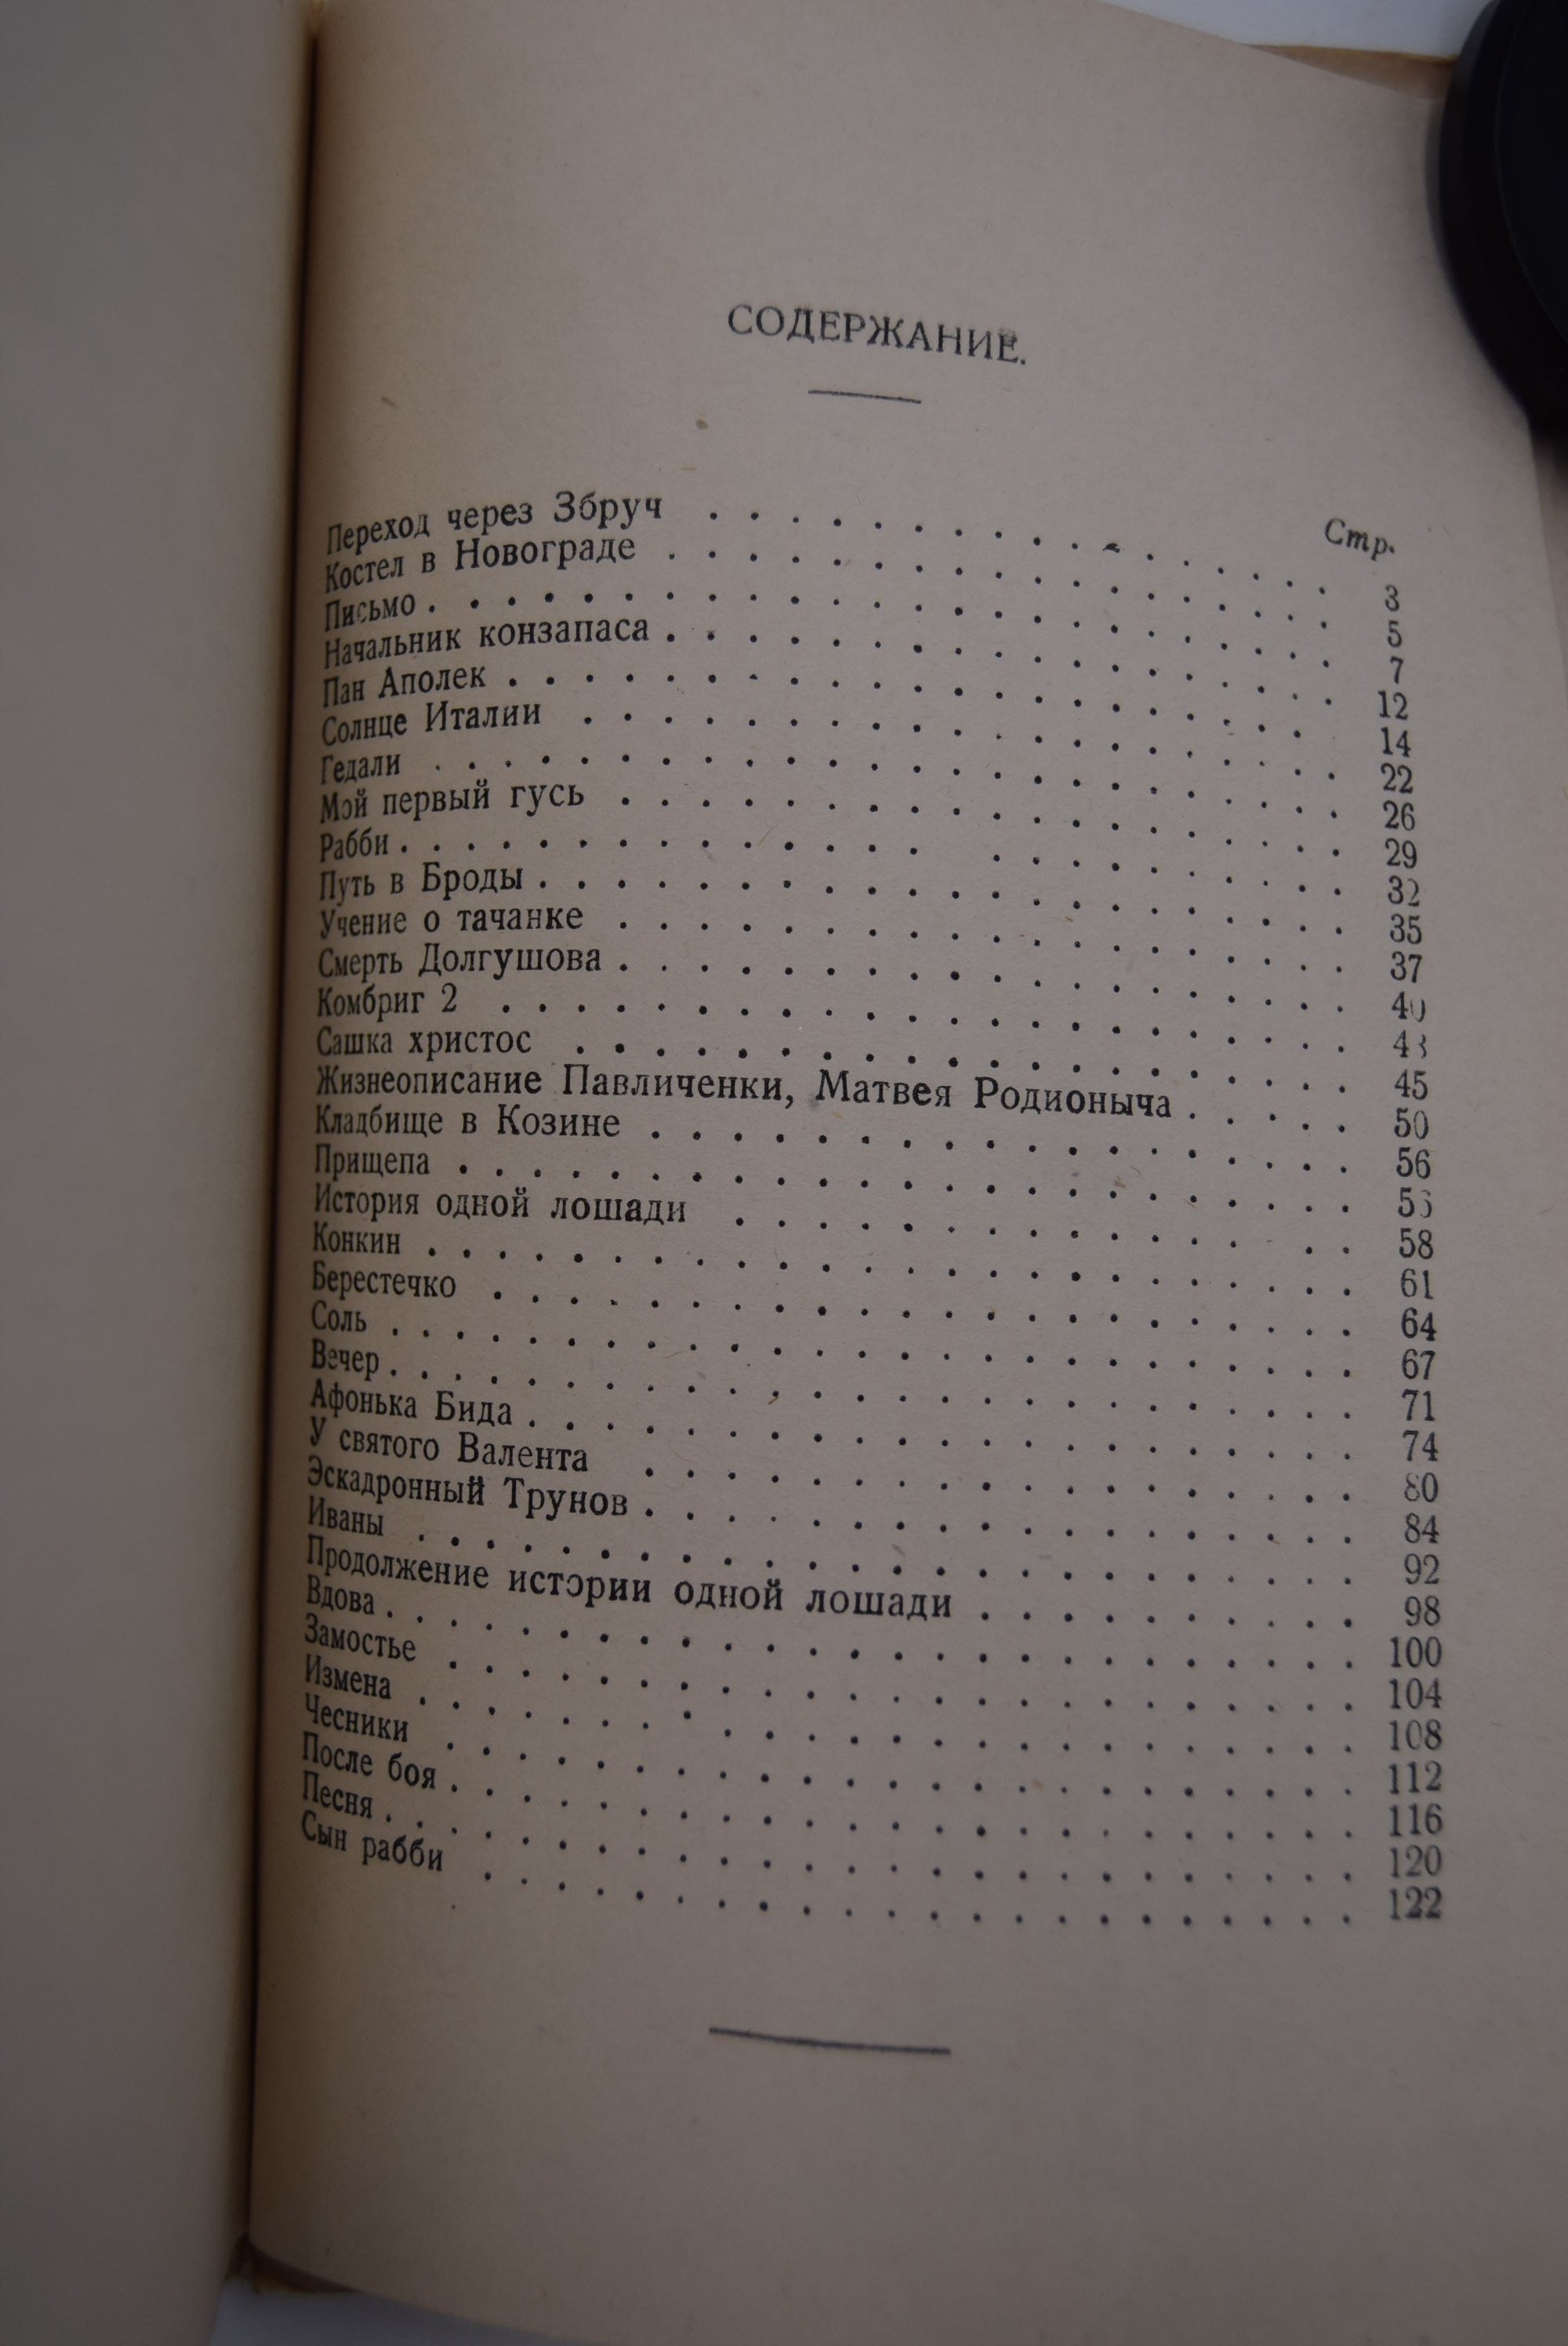 СОДЕРЖАНИЕ.
Стр.
Переход через Збруч . . . . . . . . . . . . . . . 3
Костел в Новограде . . . . . . . . . . . . . . . 5
Письмо . . . . . . . . . . . . . . . 7
Начальник конзапаса . . . . . . . . . . . . . . . 12
Пан Аполек . . . . . . . . . . . . . . . 14
Солнце Италии . . . . . . . . . . . . . . . 22
Гедали . . . . . . . . . . . . . . . 26
Мой первый гусь . . . . . . . . . . . . . . . 29
Рабби . . . . . . . . . . . . . . . 32
Путь в Броды . . . . . . . . . . . . . . . 35
Учение о тачанке . . . . . . . . . . . . . . . 37
Смерть Долгушова . . . . . . . . . . . . . . . 40
Комбриг 2 . . . . . . . . . . . . . . . 43
Сашка христос . . . . . . . . . . . . . . . 45
Жизнеописание Павличенки, Матвея Родионыча . . . . . 50
Кладбище в Козине . . . . . . . . . . . . . . . 56
Прищепа . . . . . . . . . . . . . . .
История одной лошади . . . . . . . . . . . . . . . 58
Конкин . . . . . . . . . . . . . . . 61
Берестечко . . . . . . . . . . . . . . . 64
Соль . . . . . . . . . . . . . . . 67
Вечер . . . . . . . . . . . . . . . 71
Афонька Бида . . . . . . . . . . . . . . . 74
У святого Валента . . . . . . . . . . . . . . . 80
Эскадронный Трунов . . . . . . . . . . . . . . . 84
Иваны . . . . . . . . . . . . . . . 92
Продолжение истории одной лошади . . . . . . . . . . 98
Вдова . . . . . . . . . . . . . . . 100
Замостье . . . . . . . . . . . . . . . 104
Измена . . . . . . . . . . . . . . . 108
Чесники . . . . . . . . . . . . . . . 112
После боя . . . . . . . . . . . . . . . 116
Песня . . . . . . . . . . . . . . . 120
Сын рабби . . . . . . . . . . . . . . . 122